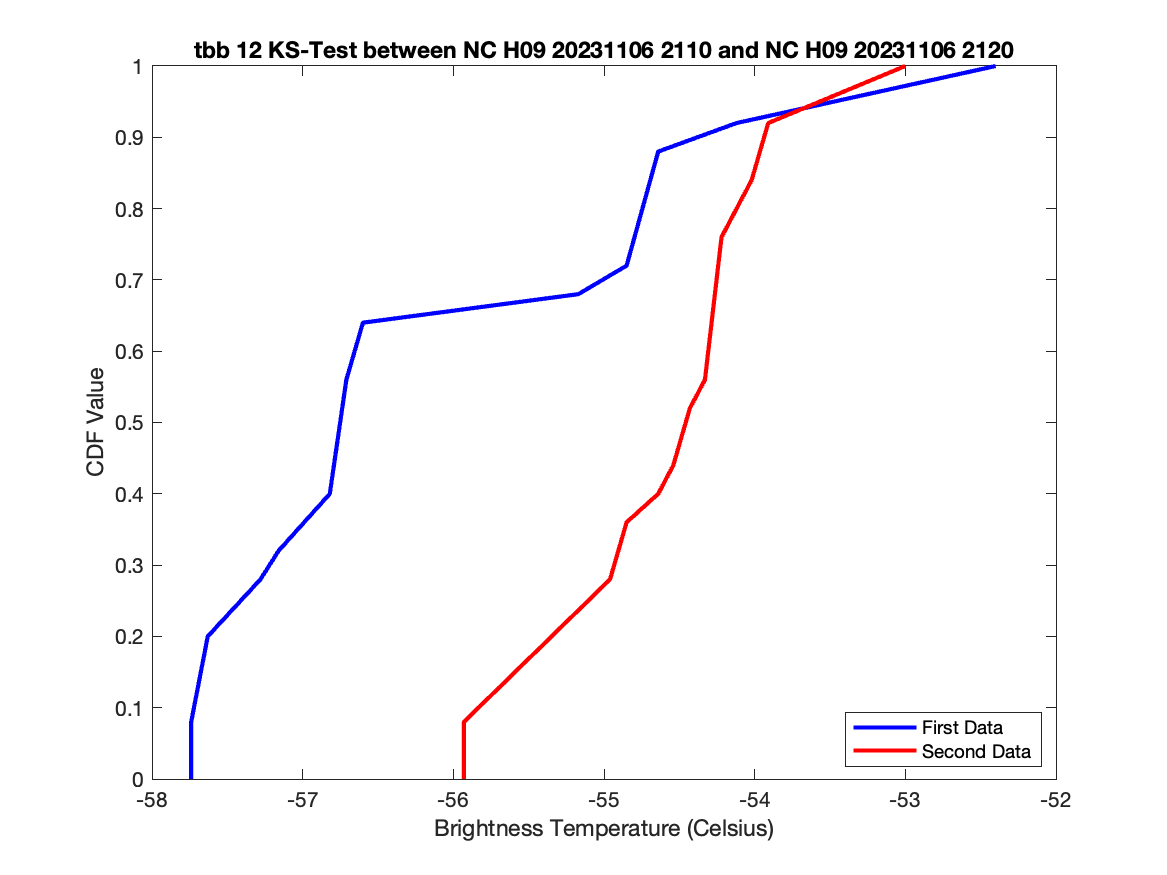 tbb 12 KS-Test between NC H09 20231106 2110 and NC H09 20231106 2120
1
0.9
0.8
0.7
0.6
0.5
0.4
0.3
0.2
0.1
0
CDF Value
First Data
Second Data
-58 -57 -56 -55 -54 -53 -52
Brightness Temperature (Celsius)